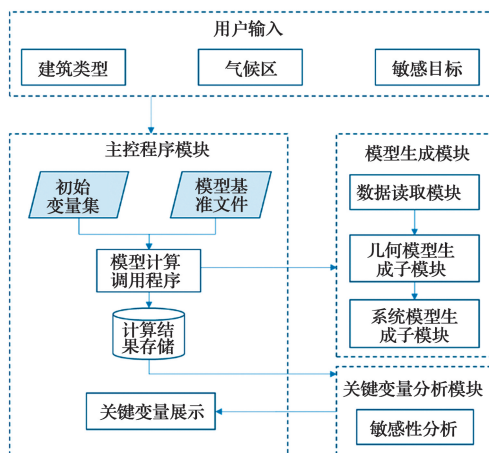 用户输入
建筑类型
气候区
敏感目标
主控程序模块
初始
变量集
模型基
准文件
模型计算
调用程序
计算结
果存储
关键变量展示
模型生成模块
数据读取模块
几何模型生
成子模块
系统模型生
成子模块
关键变量分析模块
敏感性分析